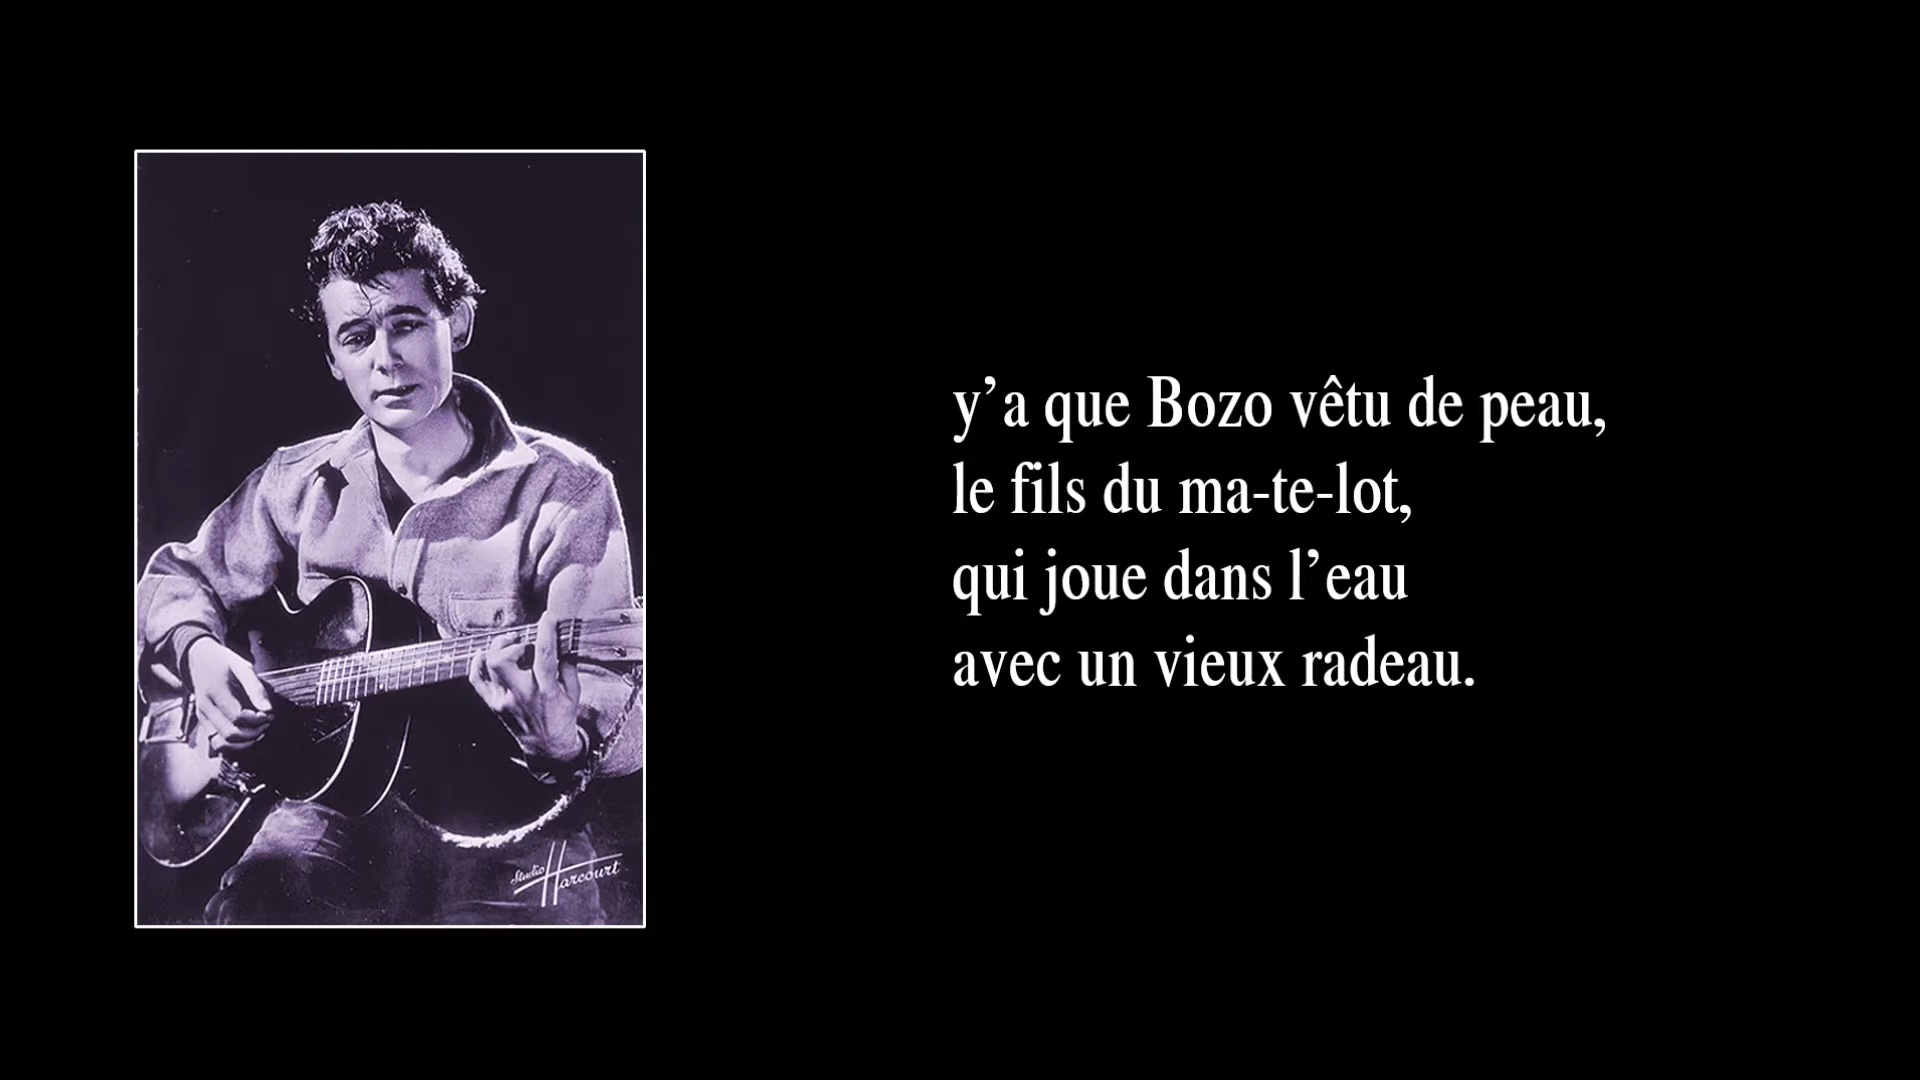 y’a que Bozo vêtu de peau,
le fils du ma-te-lot,
qui joue dans l’eau
avec un vieux radeau.
Studio Harcourt